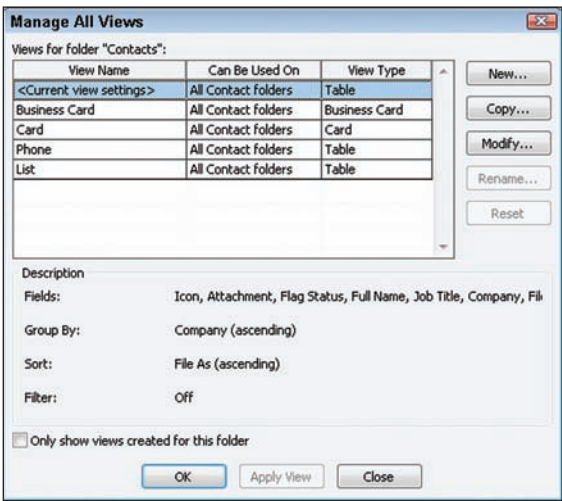 Manage All Views
Views for folder "Contacts":
View Name Can Be Used On View Type
<Current view settings> All Contact folders Table
Business Card All Contact folders Business Card
Card All Contact folders Card
Phone All Contact folders Table
List All Contact folders Table
New...
Copy...
Modify...
Rename...
Reset
Description
Fields: Icon, Attachment, Flag Status, Full Name, Job Title, Company, Fil
Group By: Company (ascending)
Sort: File As (ascending)
Filter: Off
Only show views created for this folder
OK Apply View Close